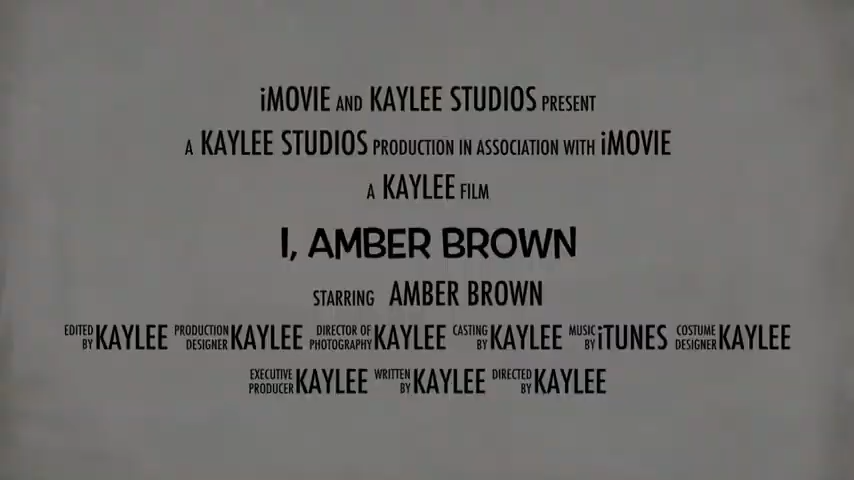 iMOVIE AND KAYLEE STUDIOS PRESENT
A KAYLEE STUDIOS PRODUCTION IN ASSOCIATION WITH iMOVIE
A KAYLEE FILM
I, AMBER BROWN
STARRING AMBER BROWN
EDITED BY KAYLEE PRODUCTION DESIGNER KAYLEE DIRECTOR OF PHOTOGRAPHY KAYLEE CASTING BY KAYLEE MUSIC BY iTUNES COSTUME DESIGNER KAYLEE
EXECUTIVE PRODUCER KAYLEE WRITTEN BY KAYLEE DIRECTED BY KAYLEE